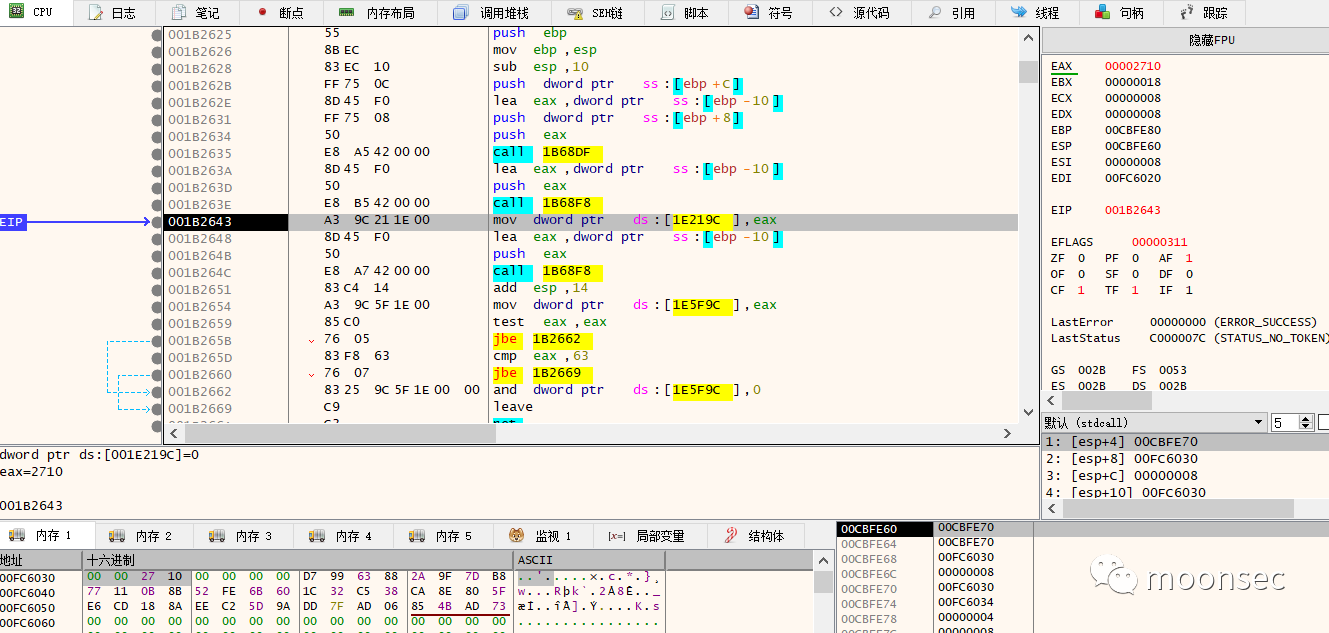 CPU 日志 笔记 断点 内存布局 调用堆栈 SEH链 脚本 符号 源代码 引用 线程 句柄 跟踪
001B2625 55 push ebp
001B2626 8B EC mov ebp,esp
001B2628 83 EC 10 sub esp,10
001B262B FF 75 0C push dword ptr ss:[ebp+C]
001B262E 8D 45 F0 lea eax,dword ptr ss:[ebp-10]
001B2631 FF 75 08 push dword ptr ss:[ebp+8]
001B2634 50 push eax
001B2635 E8 A5 42 00 00 call 1B68DF
001B263A 8D 45 F0 lea eax,dword ptr ss:[ebp-10]
001B263D 50 push eax
001B263E E8 B5 42 00 00 call 1B68F8
EIP 001B2643 A3 9C 21 1E 00 mov dword ptr ds:[1E219C],eax
001B2648 8D 45 F0 lea eax,dword ptr ss:[ebp-10]
001B264B 50 push eax
001B264C E8 A7 42 00 00 call 1B68F8
001B2651 83 C4 14 add esp,14
001B2654 A3 9C 5F 1E 00 mov dword ptr ds:[1E5F9C],eax
001B2659 85 C0 test eax,eax
001B265B 76 05 jbe 1B2662
001B265D 83 F8 63 cmp eax,63
001B2660 76 07 jbe 1B2669
001B2662 83 25 9C 5F 1E 00 00 and dword ptr ds:[1E5F9C],0
001B2669 C9 leave
隐藏FPU
EAX 00002710
EBX 00000018
ECX 00000008
EDX 00000008
EBP 00CBFE80
ESP 00CBFE60
ESI 00000008
EDI 00FC6020
EIP 001B2643
EFLAGS 00000311
ZF 0 PF 0 AF 1
OF 0 SF 0 DF 0
CF 1 TF 1 IF 1
LastError 00000000 (ERROR_SUCCESS)
LastStatus C000007C (STATUS_NO_TOKEN)
GS 002B FS 0053
ES 002B DS 002B
默认 (stdcall) 5
1: [esp+4] 00CBFE70
2: [esp+8] 00FC6030
3: [esp+C] 00000008
4: [esp+10] 00FC6030
dword ptr ds:[001E219C]=0
eax=2710
001B2643
内存 1 内存 2 内存 3 内存 4 内存 5 监视 1 [x=] 局部变量 结构体
地址 十六进制 ASCII
00FC6030 00 00 27 10 00 00 00 00 D7 99 63 88 2A 9F 7D B8 ..'.....×.c.*.}¸
00FC6040 77 11 0B 8B 52 FE 6B 60 1C 32 C5 38 CA 8E 80 5F w...Rþk`.2Å8Ê.._
00FC6050 E6 CD 18 8A EE C2 5D 9A DD 7F AD 06 85 4B AD 73 æÍ..îÂ].Ý....K.s
00FC6060 00 00 00 00 00 00 00 00 00 00 00 00 00 00 00 00 ................
00CBFE60 00CBFE70
00CBFE64 00CBFE70
00CBFE68 00FC6030
00CBFE6C 00000008
00CBFE70 00FC6030
00CBFE74 00FC6034
00CBFE78 00000004
00CBFE7C 00000008
moonsec